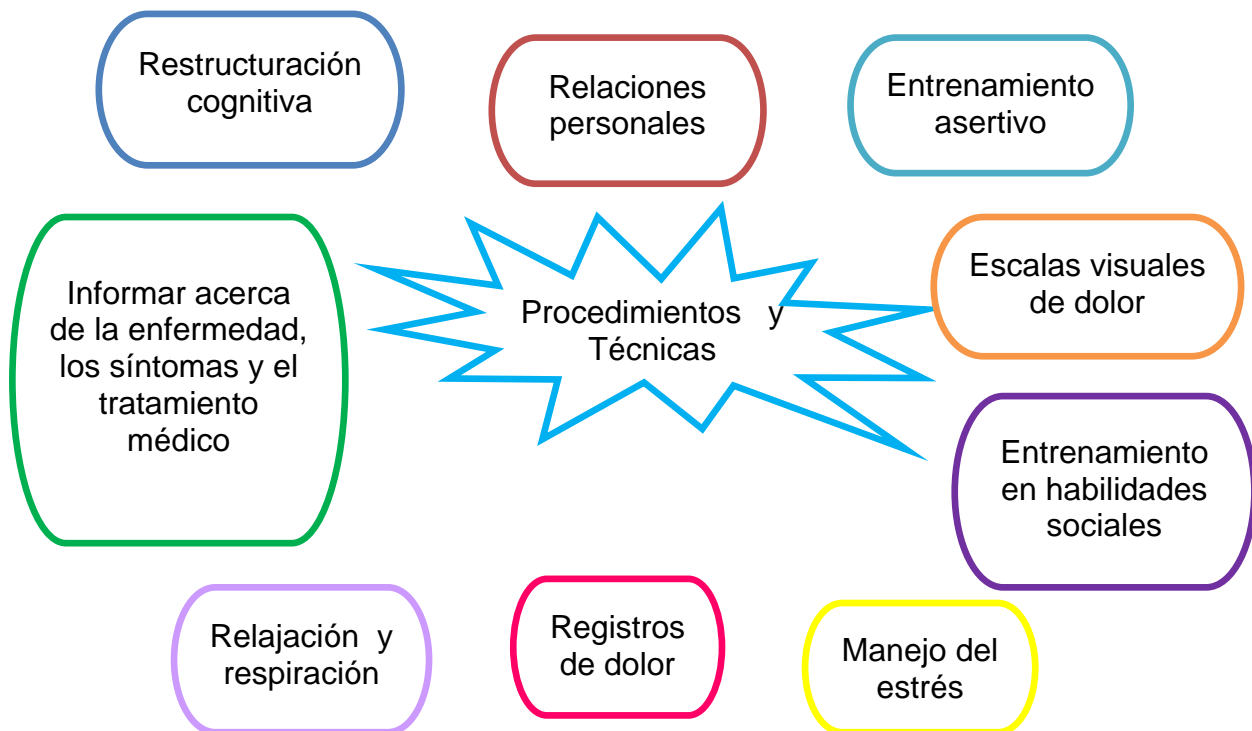 Restructuración
cognitiva
Relaciones
personales
Entrenamiento
asertivo
Informar acerca
de la enfermedad,
los síntomas y el
tratamiento
médico
Procedimientos y
Técnicas
Escalas visuales
de dolor
Entrenamiento
en habilidades
sociales
Relajación y
respiración
Registros
de dolor
Manejo del
estrés